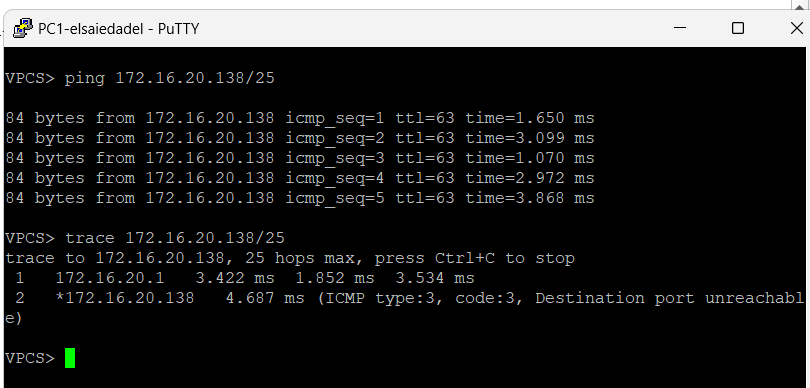 PC1-elsaiedadel - PuTTY
VPCS> ping 172.16.20.138/25
84 bytes from 172.16.20.138 icmp_seq=1 ttl=63 time=1.650 ms
84 bytes from 172.16.20.138 icmp_seq=2 ttl=63 time=3.099 ms
84 bytes from 172.16.20.138 icmp_seq=3 ttl=63 time=1.070 ms
84 bytes from 172.16.20.138 icmp_seq=4 ttl=63 time=2.972 ms
84 bytes from 172.16.20.138 icmp_seq=5 ttl=63 time=3.868 ms
VPCS> trace 172.16.20.138/25
trace to 172.16.20.138, 25 hops max, press Ctrl+C to stop
 1   172.16.20.1   3.422 ms  1.852 ms  3.534 ms
 2   *172.16.20.138   4.687 ms (ICMP type:3, code:3, Destination port unreachabl
e)
VPCS>